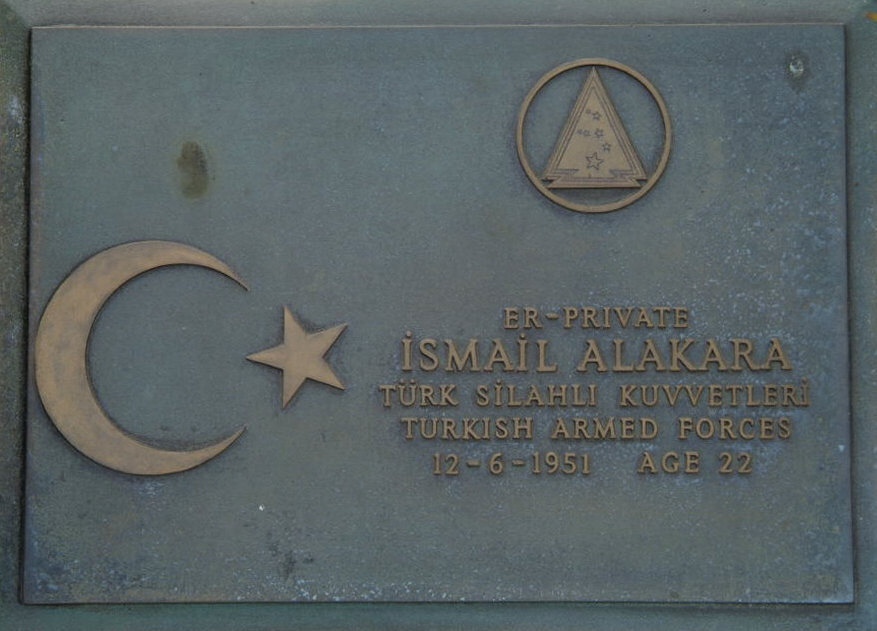 ER-PRIVATE
İSMAİL ALAKARA
TÜRK SİLAHLI KUVVETLERİ
TURKISH ARMED FORCES
12-6-1951 AGE 22